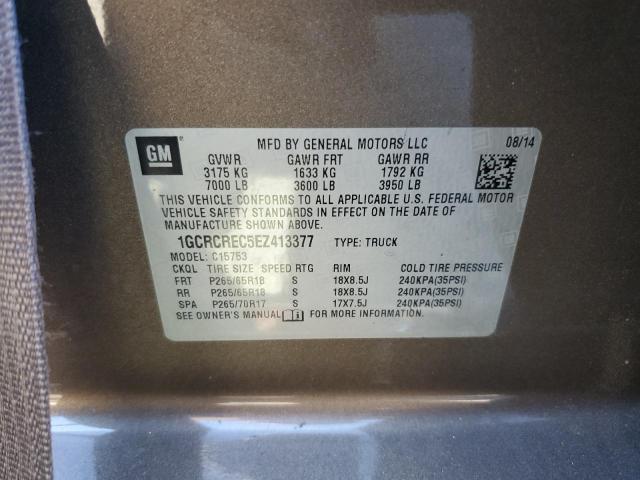 GM MFD BY GENERAL MOTORS LLC 08/14
GVWR GAWR FRT GAWR RR
3175 KG 1633 KG 1792 KG
7000 LB 3600 LB 3950 LB
THIS VEHICLE CONFORMS TO ALL APPLICABLE U.S. FEDERAL MOTOR
VEHICLE SAFETY STANDARDS IN EFFECT ON THE DATE OF
MANUFACTURE SHOWN ABOVE.
1GCRCREC5EZ413377 TYPE: TRUCK
MODEL: C15753
CKQL TIRE SIZE SPEED RTG RIM COLD TIRE PRESSURE
FRT P265/65R18 S 18X8.5J 240KPA(35PSI)
RR P265/65R18 S 18X8.5J 240KPA(35PSI)
SPA P265/70R17 S 17X7.5J 240KPA(35PSI)
SEE OWNER'S MANUAL i FOR MORE INFORMATION.